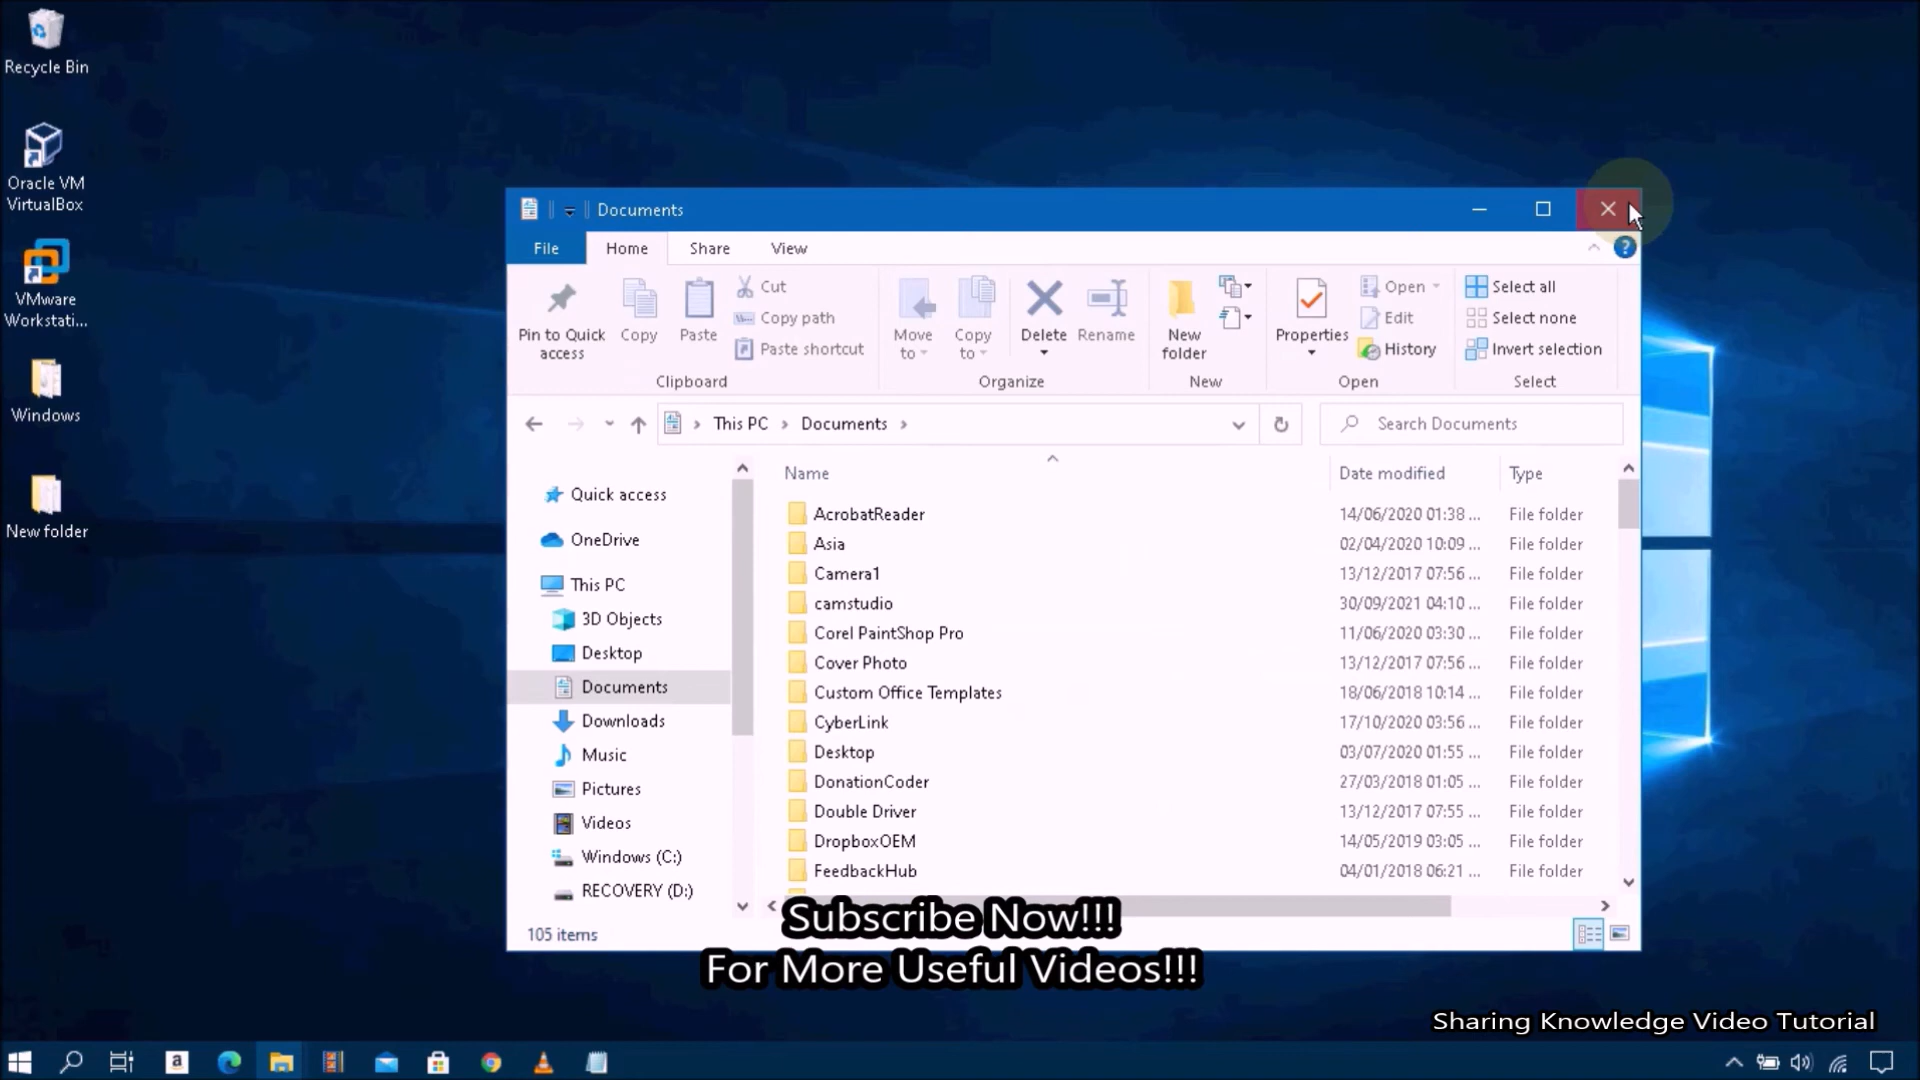 Recycle Bin
Oracle VM
VirtualBox
VMware
Workstati...
Windows
New folder
Documents
File
Home
Share
View
Pin to Quick
access
Copy
Paste
Cut
Copy path
Paste shortcut
Clipboard
Move
to
Copy
to
Delete
Rename
Organize
New
folder
New
Properties
Open
Edit
History
Open
Select all
Select none
Invert selection
Select
This PC > Documents >
Search Documents
Quick access
OneDrive
This PC
3D Objects
Desktop
Documents
Downloads
Music
Pictures
Videos
Windows (C:)
RECOVERY (D:)
Name Date modified Type
AcrobatReader 14/06/2020 01:38 ... File folder
Asia 02/04/2020 10:09 ... File folder
Camera1 13/12/2017 07:56 ... File folder
camstudio 30/09/2021 04:10 ... File folder
Corel PaintShop Pro 11/06/2020 03:30 ... File folder
Cover Photo 13/12/2017 07:56 ... File folder
Custom Office Templates 18/06/2018 10:14 ... File folder
CyberLink 17/10/2020 03:56 ... File folder
Desktop 03/07/2020 01:55 ... File folder
DonationCoder 27/03/2018 01:05 ... File folder
Double Driver 13/12/2017 07:55 ... File folder
DropboxOEM 14/05/2019 03:05 ... File folder
FeedbackHub 04/01/2018 06:21 ... File folder
105 items
Subscribe Now!!!
For More Useful Videos!!!
Sharing Knowledge Video Tutorial